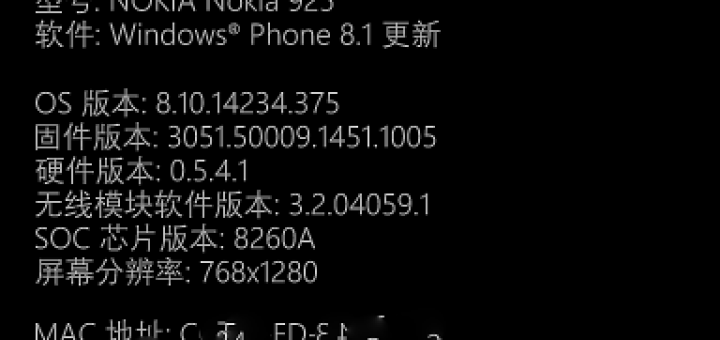 型号: NOKIA Nokia 925
软件: Windows® Phone 8.1 更新
OS 版本: 8.10.14234.375
固件版本: 3051.50009.1451.1005
硬件版本: 0.5.4.1
无线模块软件版本: 3.2.04059.1
SOC 芯片版本: 8260A
屏幕分辨率: 768x1280
MAC 地址: